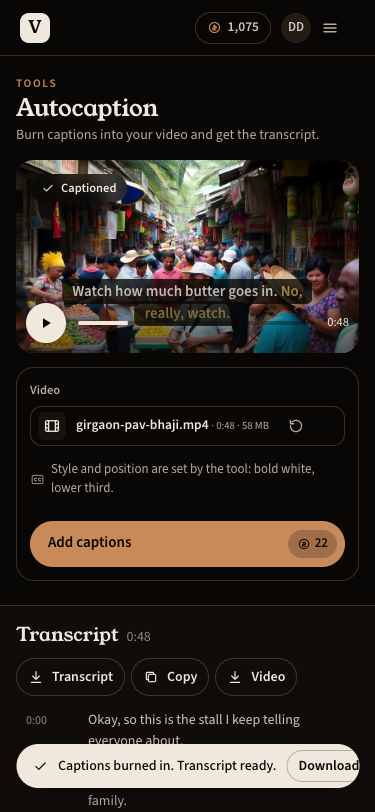 V
1,075
DD
TOOLS
Autocaption
Burn captions into your video and get the transcript.
Captioned
Watch how much butter goes in. No,
really, watch.
0:48
Video
girgaon-pav-bhaji.mp4 · 0:48 · 58 MB
CC
Style and position are set by the tool: bold white,
lower third.
Add captions
22
Transcript 0:48
Transcript
Copy
Video
0:00
Okay, so this is the stall I keep telling
everyone about.
Captions burned in. Transcript ready.
Download
family.